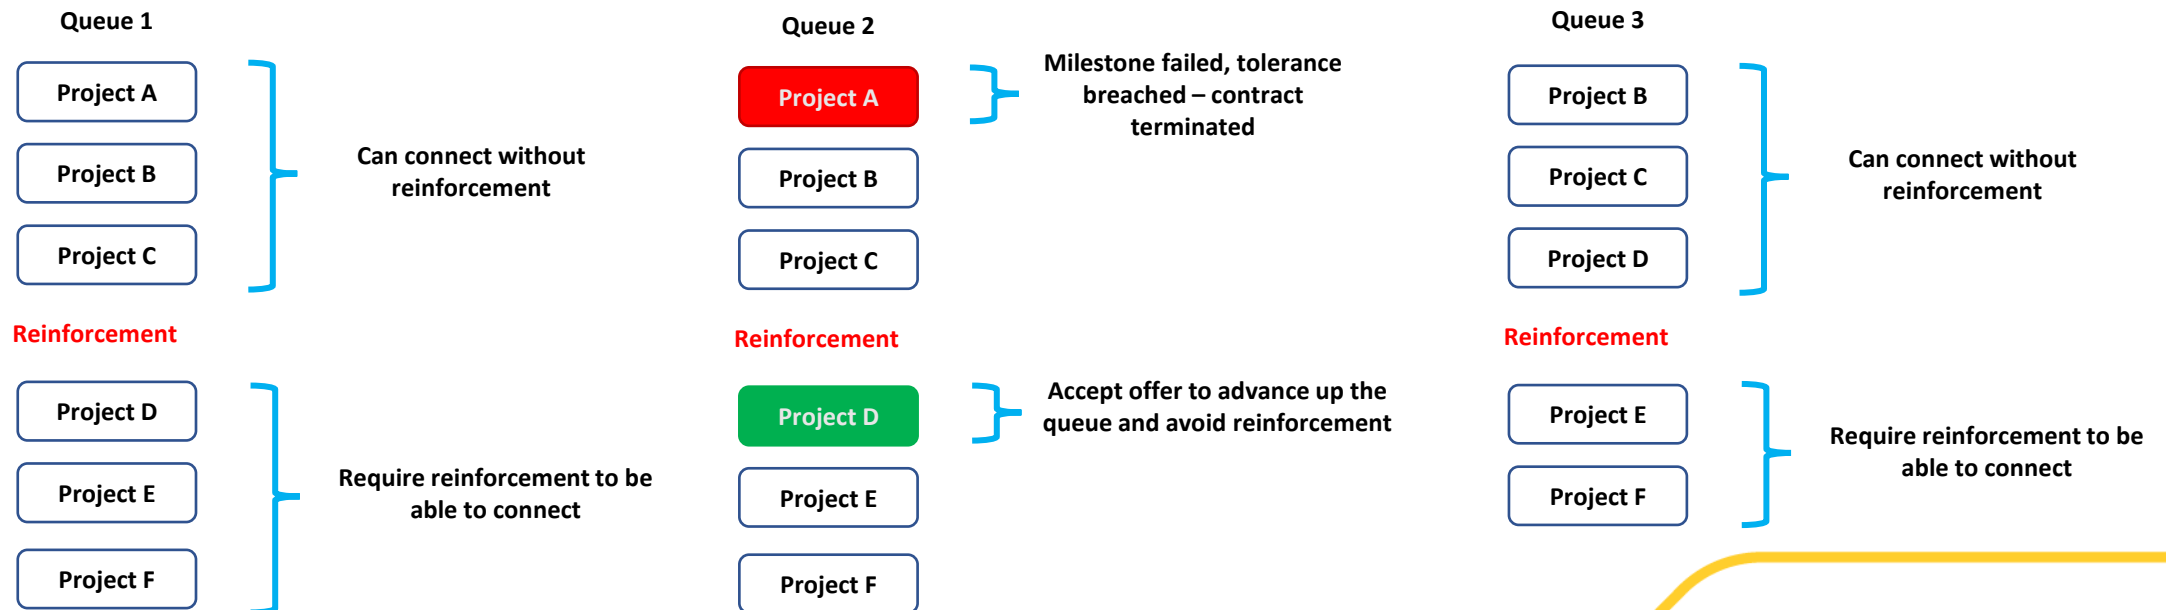 Queue 1
Project A
Project B
Project C
Can connect without
reinforcement
Reinforcement
Project D
Project E
Project F
Require reinforcement to be
able to connect
Queue 2
Project A
Milestone failed, tolerance
breached – contract
terminated
Project B
Project C
Reinforcement
Project D
Accept offer to advance up the
queue and avoid reinforcement
Project E
Project F
Queue 3
Project B
Project C
Project D
Can connect without
reinforcement
Reinforcement
Project E
Project F
Require reinforcement to be
able to connect